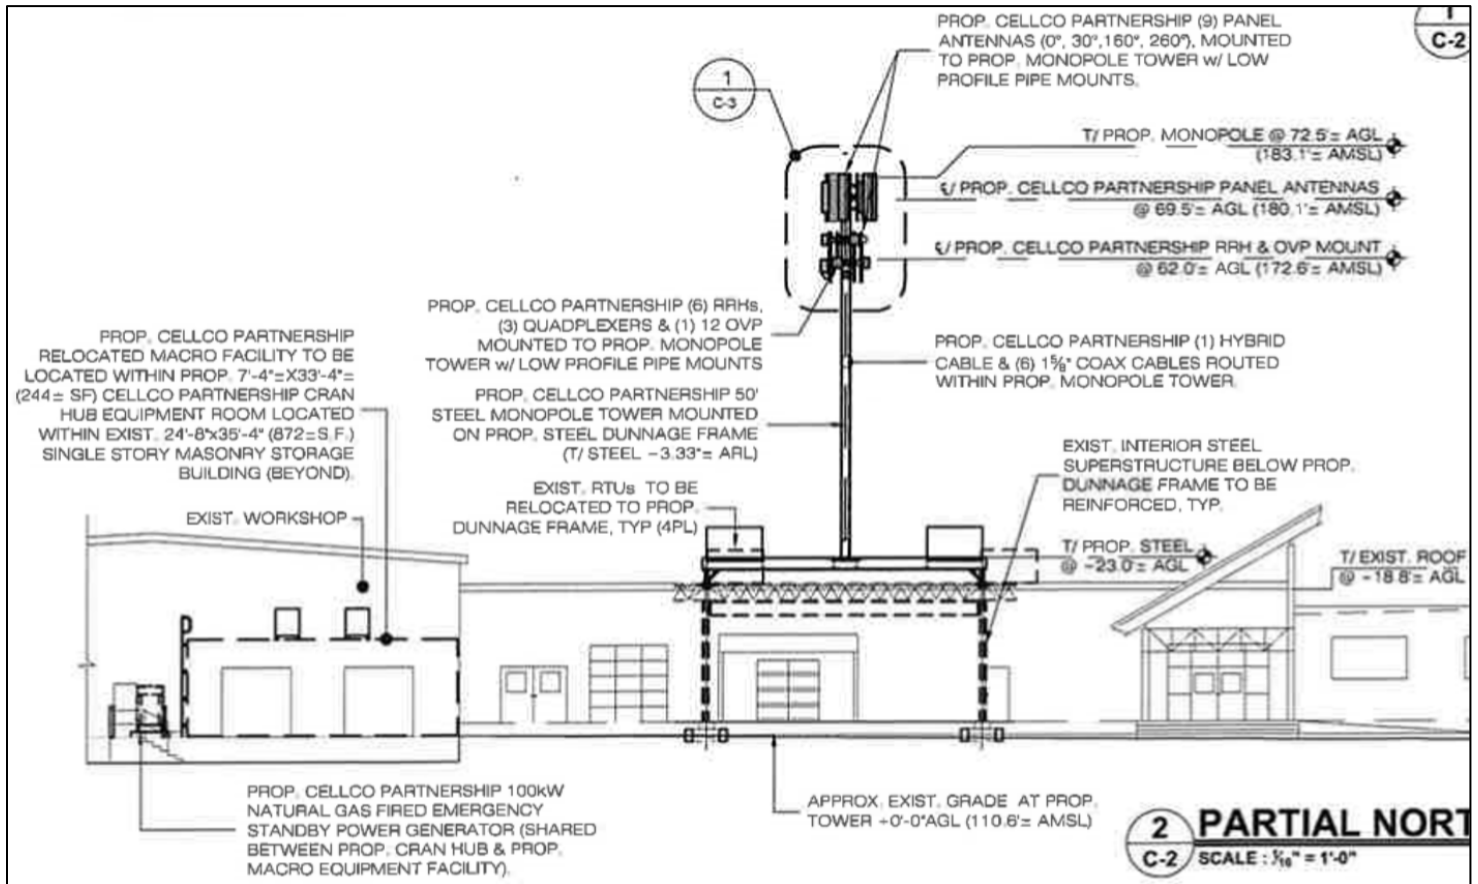 PROP. CELLCO PARTNERSHIP (9) PANEL
ANTENNAS (0°, 30°,160°, 260°), MOUNTED
TO PROP. MONOPOLE TOWER w/ LOW
PROFILE PIPE MOUNTS.
1
C-2
1
C-3
T/ PROP. MONOPOLE @ 72.5'± AGL
(183.1'± AMSL)
℄/ PROP. CELLCO PARTNERSHIP PANEL ANTENNAS
@ 69.5'± AGL (180.1'± AMSL)
℄/ PROP. CELLCO PARTNERSHIP RRH & OVP MOUNT
@ 62.0'± AGL (172.6'± AMSL)
PROP. CELLCO PARTNERSHIP (6) RRHs,
(3) QUADPLEXERS & (1) 12 OVP
MOUNTED TO PROP. MONOPOLE
TOWER w/ LOW PROFILE PIPE MOUNTS
PROP. CELLCO PARTNERSHIP
RELOCATED MACRO FACILITY TO BE
LOCATED WITHIN PROP. 7'-4"±X33'-4"±
(244± SF) CELLCO PARTNERSHIP CRAN
HUB EQUIPMENT ROOM LOCATED
WITHIN EXIST. 24'-8"x35'-4" (872±S.F.)
SINGLE STORY MASONRY STORAGE
BUILDING (BEYOND).
PROP. CELLCO PARTNERSHIP (1) HYBRID
CABLE & (6) 1⅝" COAX CABLES ROUTED
WITHIN PROP. MONOPOLE TOWER.
PROP. CELLCO PARTNERSHIP 50'
STEEL MONOPOLE TOWER MOUNTED
ON PROP. STEEL DUNNAGE FRAME
(T/ STEEL ~3.33'± ARL)
EXIST. INTERIOR STEEL
SUPERSTRUCTURE BELOW PROP.
DUNNAGE FRAME TO BE
REINFORCED, TYP.
EXIST. RTUs TO BE
RELOCATED TO PROP.
DUNNAGE FRAME, TYP (4PL)
EXIST. WORKSHOP
T/ PROP. STEEL
@ ~23.0'± AGL
T/ EXIST. ROOF
@ ~18.8'± AGL
PROP. CELLCO PARTNERSHIP 100kW
NATURAL GAS FIRED EMERGENCY
STANDBY POWER GENERATOR (SHARED
BETWEEN PROP. CRAN HUB & PROP.
MACRO EQUIPMENT FACILITY).
APPROX. EXIST. GRADE AT PROP.
TOWER +0'-0"AGL (110.6'± AMSL)
2
C-2
PARTIAL NORT
SCALE : 1/16" = 1'-0"